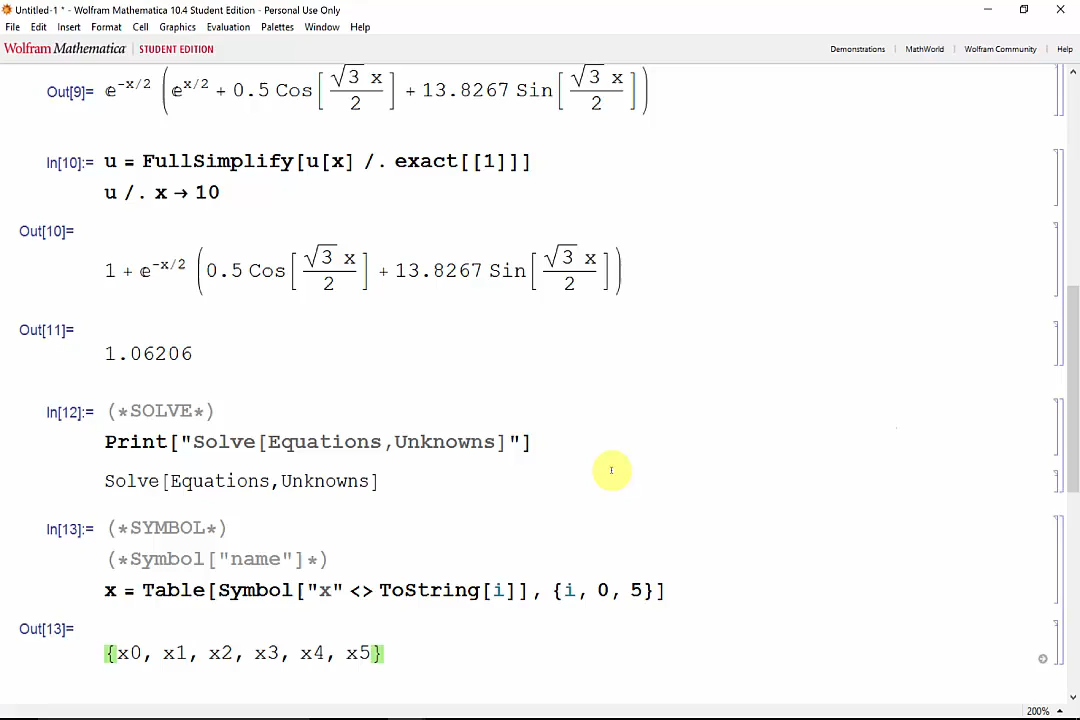 Untitled-1 * - Wolfram Mathematica 10.4 Student Edition - Personal Use Only
File Edit Insert Format Cell Graphics Evaluation Palettes Window Help
Wolfram Mathematica | STUDENT EDITION Demonstrations MathWorld Wolfram Community Help
Out[9]= ℯ^(-x/2) (ℯ^(x/2) + 0.5 Cos[√3 x / 2] + 13.8267 Sin[√3 x / 2])
In[10]:= u = FullSimplify[u[x] /. exact[[1]]]
u /. x → 10
Out[10]=
1 + ℯ^(-x/2) (0.5 Cos[√3 x / 2] + 13.8267 Sin[√3 x / 2])
Out[11]=
1.06206
In[12]:= (*SOLVE*)
Print["Solve[Equations,Unknowns]"]
Solve[Equations,Unknowns]
In[13]:= (*SYMBOL*)
(*Symbol["name"]*)
x = Table[Symbol["x" <> ToString[i]], {i, 0, 5}]
Out[13]=
{x0, x1, x2, x3, x4, x5}
200%